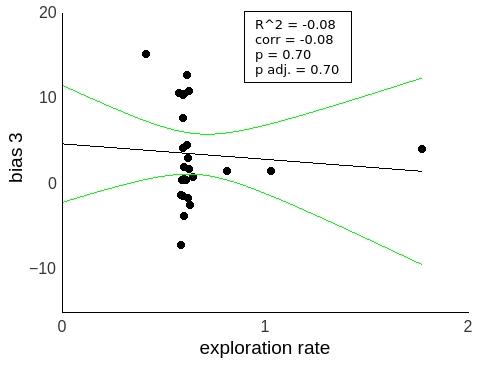 20
R^2 = -0.08
corr = -0.08
p = 0.70
p adj. = 0.70
10
bias 3
0
−10
0
1
2
exploration rate